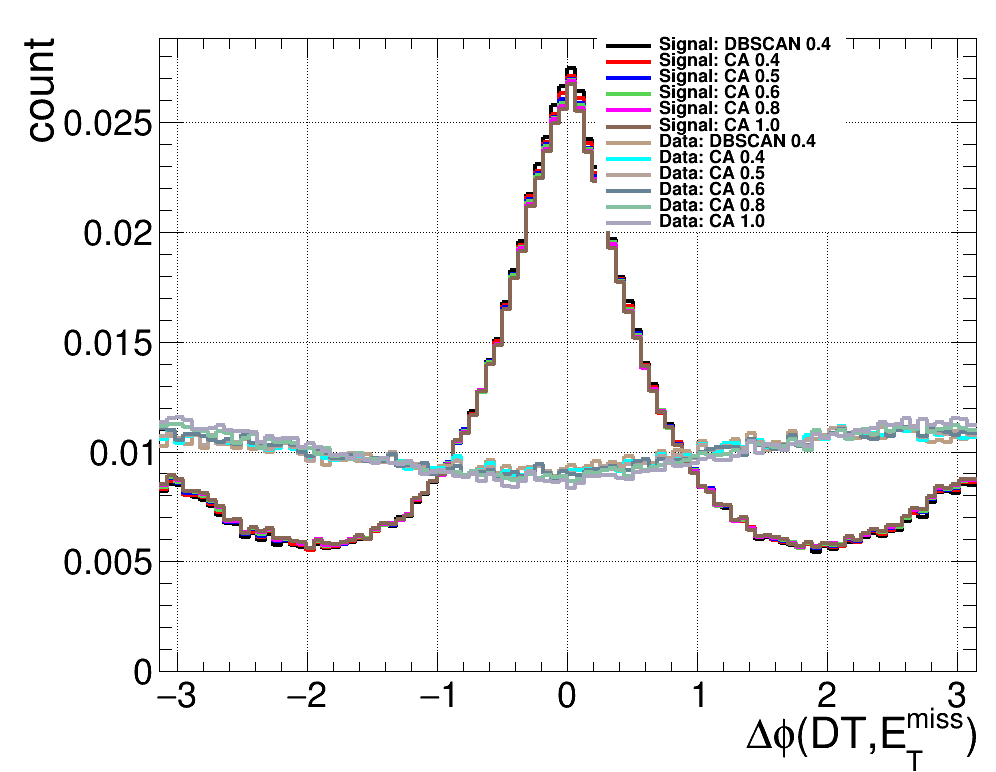 count
Signal: DBSCAN 0.4
Signal: CA 0.4
Signal: CA 0.5
Signal: CA 0.6
Signal: CA 0.8
Signal: CA 1.0
Data: DBSCAN 0.4
Data: CA 0.4
Data: CA 0.5
Data: CA 0.6
Data: CA 0.8
Data: CA 1.0
0.025
0.02
0.015
0.01
0.005
0
−3 −2 −1 0 1 2 3
Δϕ(DT,E_T^miss)